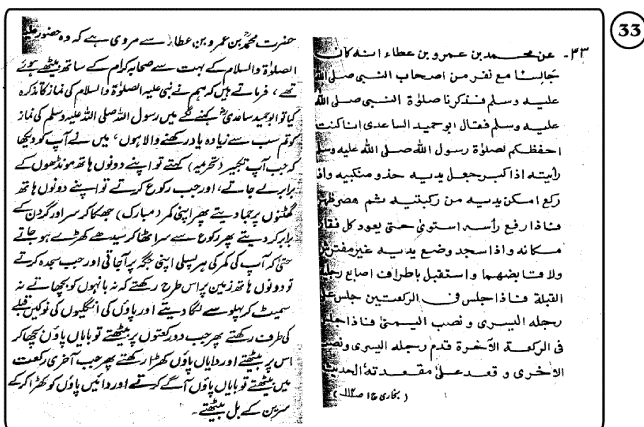 33
۴۳۔ عن محمد بن عمرو بن عطاء انه كان
جالسا مع نفر من اصحاب النبى صلى الله
عليه وسلم فذكرنا صلوٰة النبى صلى الله
عليه وسلم فقال ابو حميد الساعدى انا كنت
احفظكم لصلوٰة رسول الله صلى الله عليه وسلم
رأيته اذا كبر جعل يديه حذو منكبيه واذا
ركع امكن يديه من ركبتيه ثم هصر ظهره
فاذا رفع رأسه استوىٰ حتى يعود كل فقار
مكانه واذا سجد وضع يديه غير مفترش
ولا قابضهما واستقبل باطراف اصابع رجليه
القبلة فاذا جلس فى الركعتين جلس على
رجله اليسرى و نصب اليمنىٰ فاذا جلس
فى الركعة الآخرة قدم رجله اليسرى ونصب
الاخرى و قعد علىٰ مقعدته الحديث
(بخارى ج۱ ص۱۱۴)
حضرت محمدؒ بن عمرو بن عطاء سے مروی ہے کہ وہ حضور علیہ
الصلوٰۃ والسلام کے بہت سے صحابہ کرام کے ساتھ بیٹھے ہوئے
تھے، فرماتے ہیں کہ ہم نے نبی علیہ الصلوٰۃ والسلام کی نماز کا تذکرہ
کیا تو ابو حمید ساعدیؓ کہنے لگے میں رسول اللہ صلی اللہ علیہ وسلم کی نماز
کو تم سب سے زیادہ یاد رکھنے والا ہوں، میں نے آپ کو دیکھا
کہ جب آپ تکبیر (تحریمہ) کہتے تو اپنے دونوں ہاتھ مونڈھوں کے
برابر لے جاتے، اور جب رکوع کرتے تو اپنے دونوں ہاتھ
گھٹنوں پر جما دیتے پھر اپنی کمر (مبارک) جھکا کر سر اور گردن کے
برابر کر دیتے پھر رکوع سے سر اٹھا کر سیدھے کھڑے ہو جاتے
حتیٰ کہ آپ کی کمر کی ہر پسلی اپنی جگہ پر آجاتی اور جب سجدہ کرتے
تو دونوں ہاتھ زمین پر اس طرح رکھتے کہ نہ بانہوں کو بچھاتے نہ
سمیٹ کر پہلو سے لگا دیتے اور پاؤں کی انگلیوں کی نوکیں قبلے
کی طرف رکھتے پھر جب دو رکعتوں پر بیٹھتے تو بایاں پاؤں بچھا کر
اس پر بیٹھتے اور دایاں پاؤں کھڑا رکھتے پھر جب آخری رکعت
میں بیٹھتے تو بایاں پاؤں آگے کرتے اور دائیں پاؤں کو کھڑا کرکے
سرین کے بل بیٹھتے۔